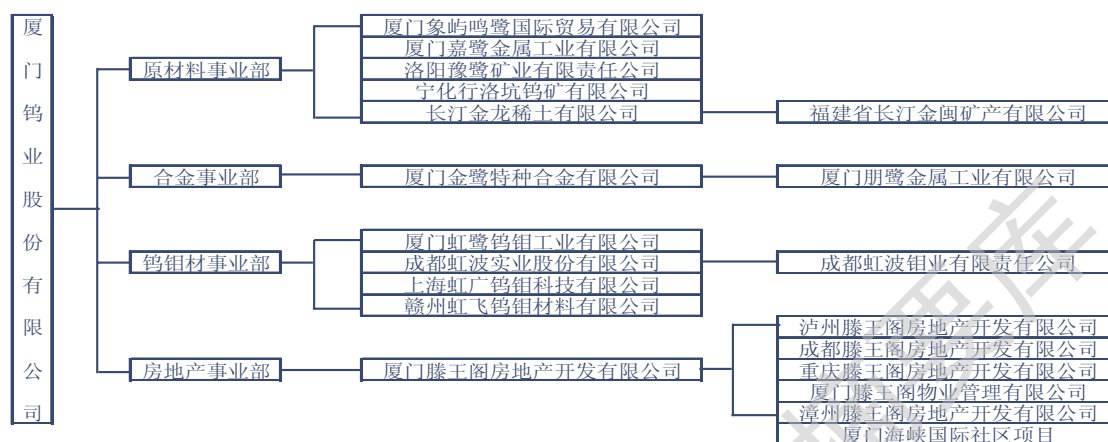 厦门钨业股份有限公司
原材料事业部
厦门象屿鸣鹭国际贸易有限公司
厦门嘉鹭金属工业有限公司
洛阳豫鹭矿业有限责任公司
宁化行洛坑钨矿有限公司
长汀金龙稀土有限公司
福建省长汀金闽矿产有限公司
合金事业部
厦门金鹭特种合金有限公司
厦门朋鹭金属工业有限公司
钨钼材事业部
厦门虹鹭钨钼工业有限公司
成都虹波实业股份有限公司
上海虹广钨钼科技有限公司
赣州虹飞钨钼材料有限公司
成都虹波钼业有限责任公司
房地产事业部
厦门滕王阁房地产开发有限公司
泸州滕王阁房地产开发有限公司
成都滕王阁房地产开发有限公司
重庆滕王阁房地产开发有限公司
厦门滕王阁物业管理有限公司
漳州滕王阁房地产开发有限公司
厦门海峡国际社区项目